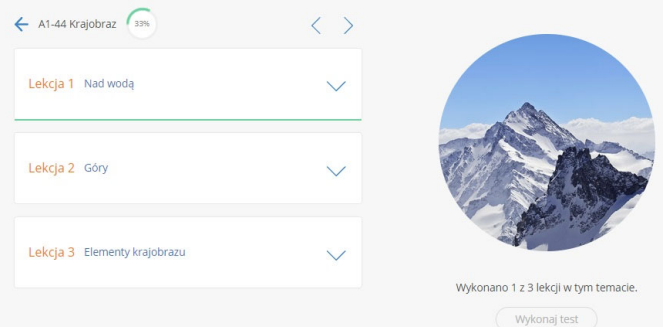 A1-44 Krajobraz 33%
Lekcja 1 Nad wodą
Lekcja 2 Góry
Lekcja 3 Elementy krajobrazu
Wykonano 1 z 3 lekcji w tym temacie.
Wykonaj test